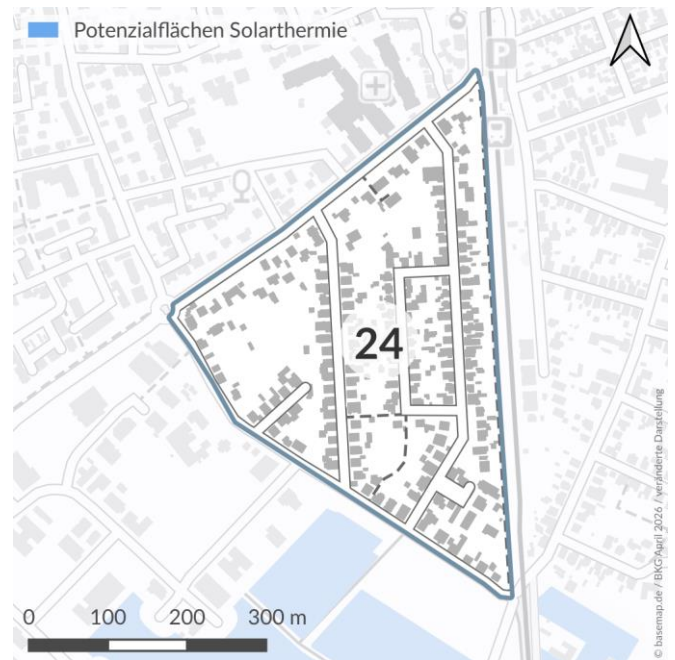 Potenzialflächen Solarthermie
P
24
0 100 200 300 m
© basemap.de / BKG April 2026 / veränderte Darstellung